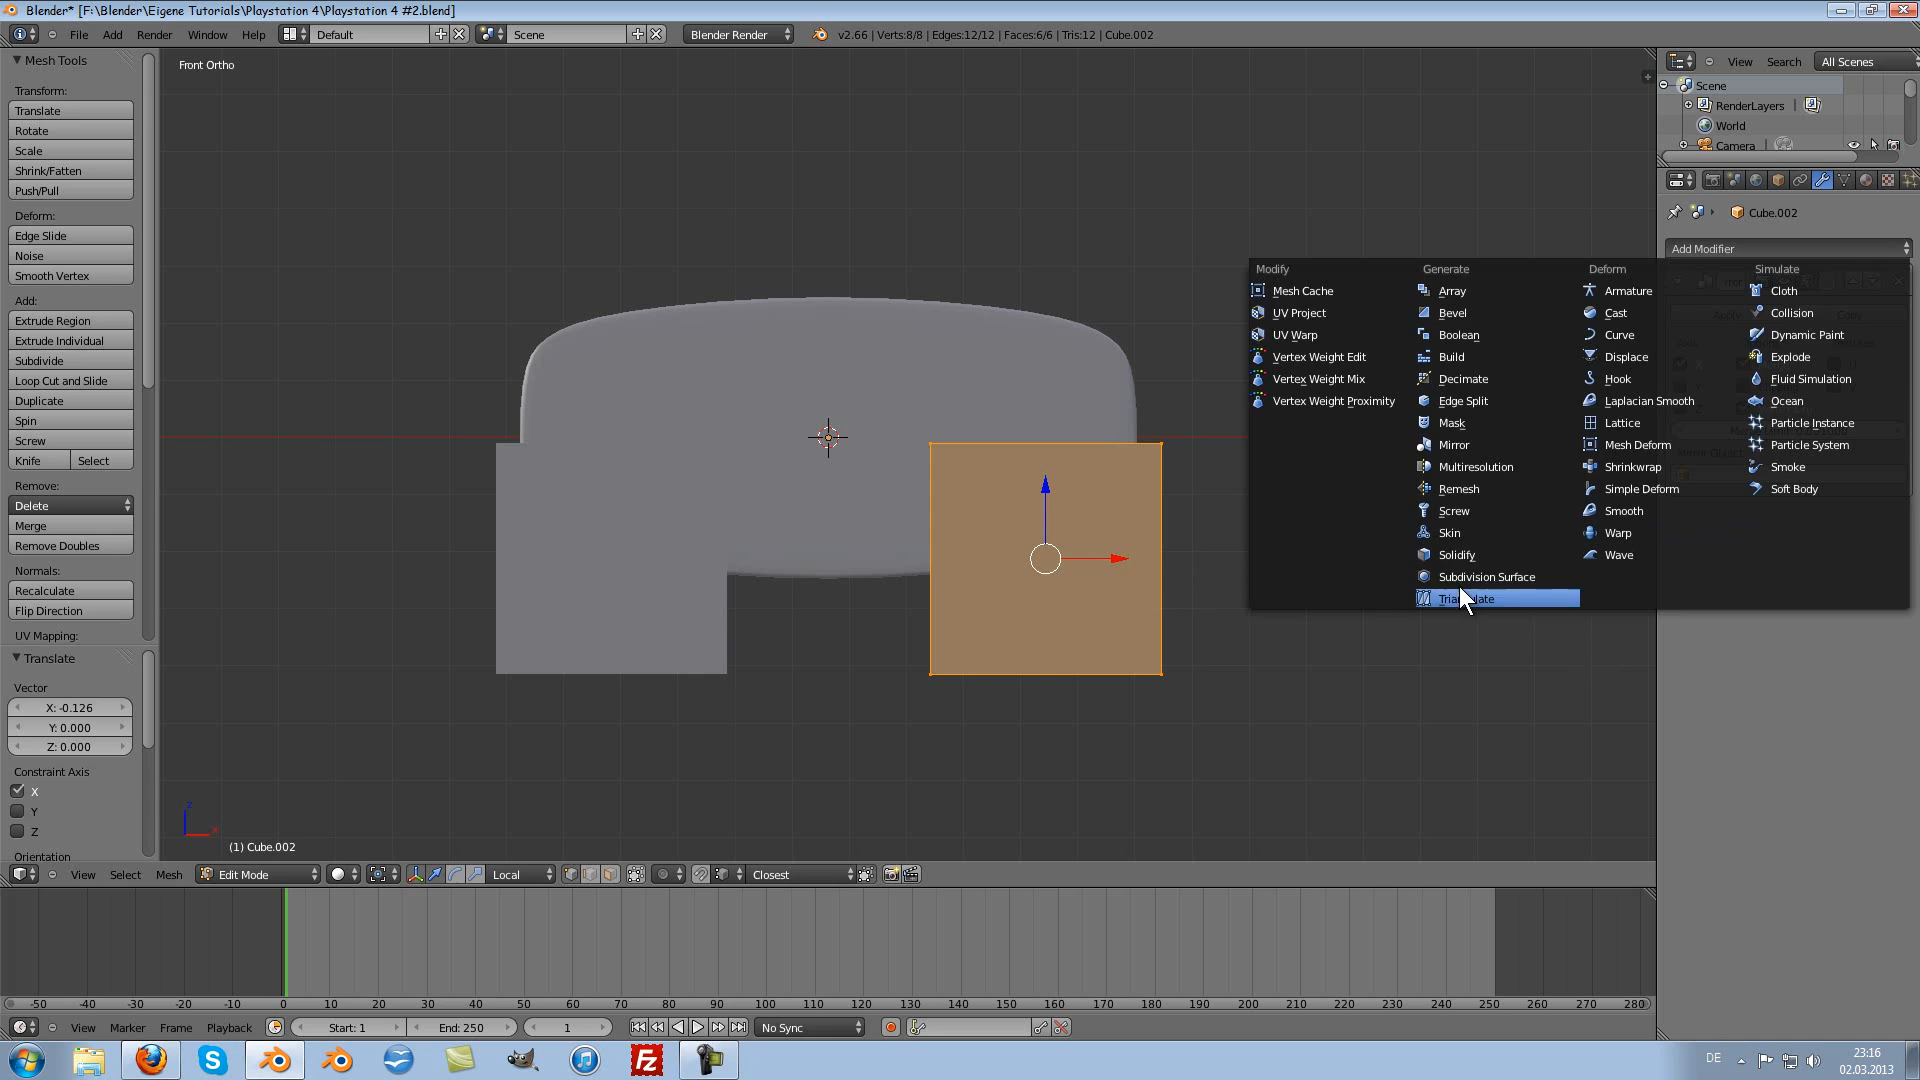 Blender* [F:\Blender\Eigene Tutorials\Playstation 4\Playstation 4 #2.blend]
File Add Render Window Help Default Scene Blender Render v2.66 | Verts:8/8 | Edges:12/12 | Faces:6/6 | Tris:12 | Cube.002
Mesh Tools
Transform:
Translate
Rotate
Scale
Shrink/Fatten
Push/Pull
Deform:
Edge Slide
Noise
Smooth Vertex
Add:
Extrude Region
Extrude Individual
Subdivide
Loop Cut and Slide
Duplicate
Spin
Screw
Knife Select
Remove:
Delete
Merge
Remove Doubles
Normals:
Recalculate
Flip Direction
UV Mapping:
Translate
Vector
X: -0.126
Y: 0.000
Z: 0.000
Constraint Axis
X
Y
Z
Orientation
Front Ortho
z
x
(1) Cube.002
View Search All Scenes
Scene
RenderLayers |
World
Camera
Cube.002
Add Modifier
Modify
Mesh Cache
UV Project
UV Warp
Vertex Weight Edit
Vertex Weight Mix
Vertex Weight Proximity
Generate
Array
Bevel
Boolean
Build
Decimate
Edge Split
Mask
Mirror
Multiresolution
Remesh
Screw
Skin
Solidify
Subdivision Surface
Deform
Armature
Cast
Curve
Displace
Hook
Laplacian Smooth
Lattice
Mesh Deform
Shrinkwrap
Simple Deform
Smooth
Warp
Wave
Simulate
Cloth
Collision
Dynamic Paint
Explode
Fluid Simulation
Ocean
Particle Instance
Particle System
Smoke
Soft Body
View Select Mesh Edit Mode Local Closest
-50 -40 -30 -20 -10 0 10 20 30 40 50 60 70 80 90 100 110 120 130 140 150 160 170 180 190 200 210 220 230 240 250 260 270 280
View Marker Frame Playback Start: 1 End: 250 1 No Sync
DE
23:16
02.03.2013